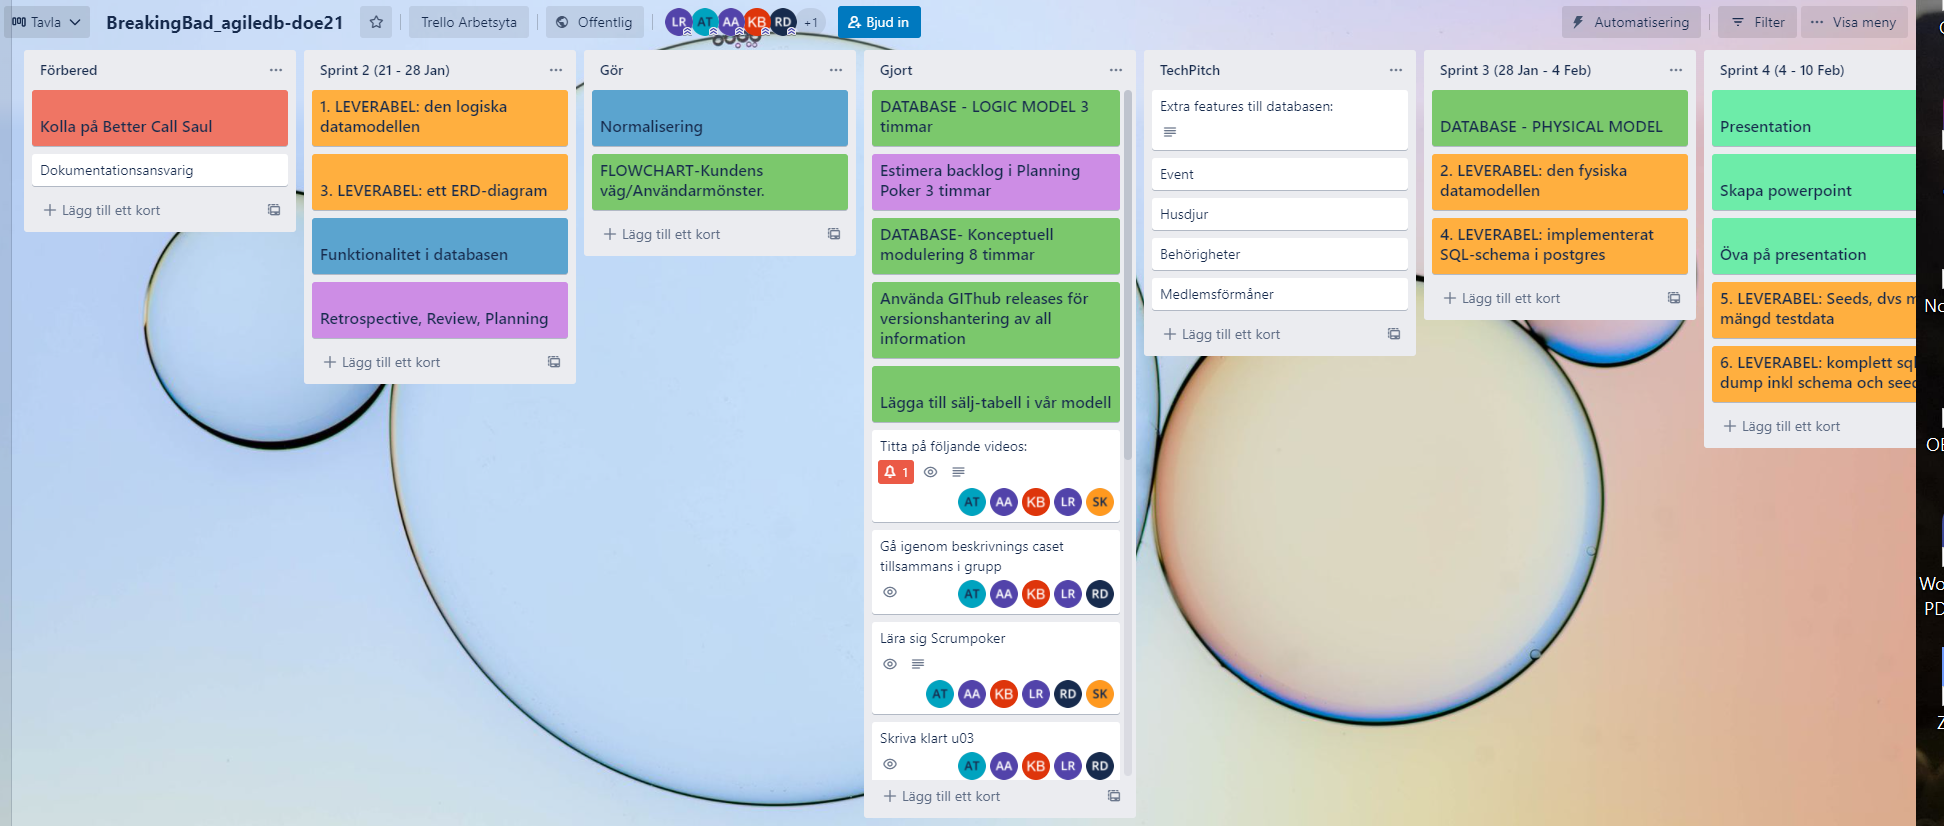 Tavla
BreakingBad_agiledb-doe21
Trello Arbetsyta
Offentlig
LR AT AA KB RD +1
Bjud in
Automatisering
Filter
Visa meny
Förbered
Kolla på Better Call Saul
Dokumentationsansvarig
Lägg till ett kort
Sprint 2 (21 - 28 Jan)
1. LEVERABEL: den logiska
datamodellen
3. LEVERABEL: ett ERD-diagram
Funktionalitet i databasen
Retrospective, Review, Planning
Lägg till ett kort
Gör
Normalisering
FLOWCHART-Kundens
väg/Användarmönster.
Lägg till ett kort
Gjort
DATABASE - LOGIC MODEL 3
timmar
Estimera backlog i Planning
Poker 3 timmar
DATABASE- Konceptuell
modulering 8 timmar
Använda GIThub releases för
versionshantering av all
information
Lägga till sälj-tabell i vår modell
Titta på följande videos:
1
AT AA KB LR SK
Gå igenom beskrivnings caset
tillsammans i grupp
AT AA KB LR RD
Lära sig Scrumpoker
AT AA KB LR RD SK
Skriva klart u03
AT AA KB LR RD
Lägg till ett kort
TechPitch
Extra features till databasen:
Event
Husdjur
Behörigheter
Medlemsförmåner
Lägg till ett kort
Sprint 3 (28 Jan - 4 Feb)
DATABASE - PHYSICAL MODEL
2. LEVERABEL: den fysiska
datamodellen
4. LEVERABEL: implementerat
SQL-schema i postgres
Lägg till ett kort
Sprint 4 (4 - 10 Feb)
Presentation
Skapa powerpoint
Öva på presentation
5. LEVERABEL: Seeds, dvs
mängd testdata
6. LEVERABEL: komplett sql
dump inkl schema och
Lägg till ett kort